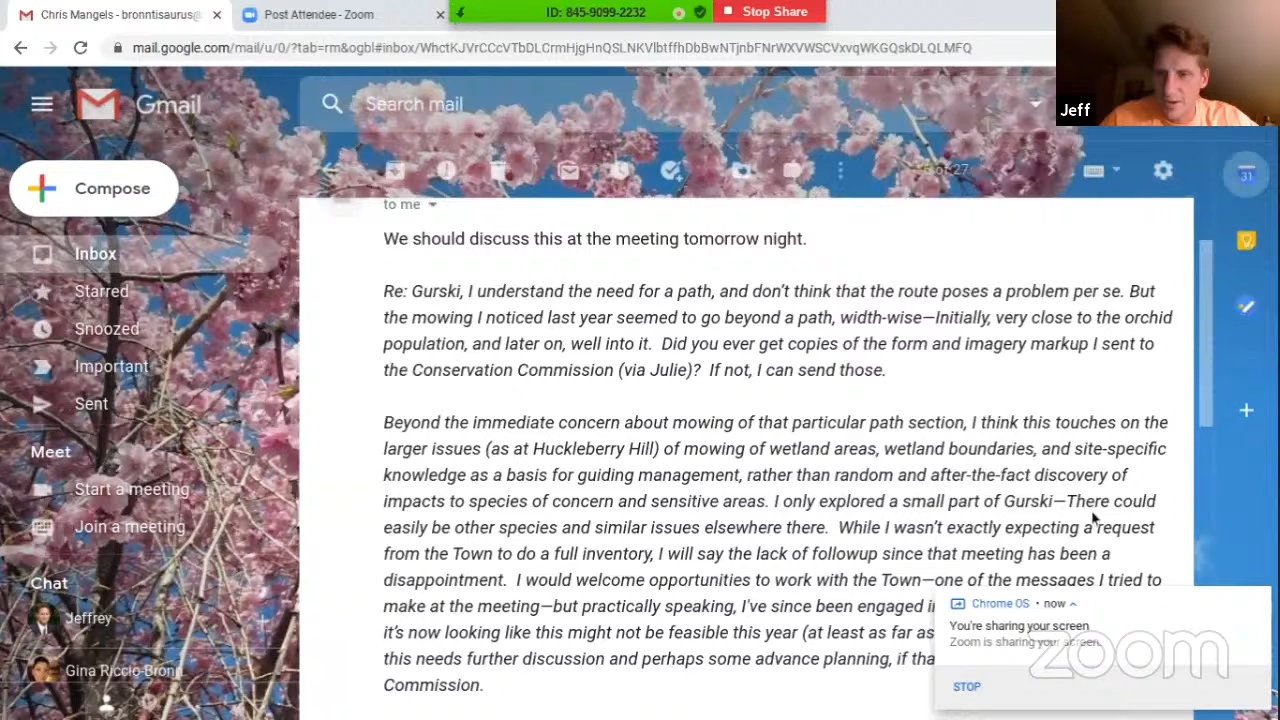 Chris Mangels - bronntisaurus@
Post Attendee - Zoom
ID: 845-9099-2232
Stop Share
mail.google.com/mail/u/0/?tab=rm&ogbl#inbox/WhctKJVrCCcVTbDLCrmHjgHnQSLNKVlbtffhDbBwNTjnbFNrWXVWSCVxvqWKGQskDLQLMFQ
Jeff
Gmail
Search mail
Compose
31
Inbox
Starred
Snoozed
Important
Sent
Meet
Start a meeting
Join a meeting
Chat
Jeffrey
Gina Riccio-Brong
to me
We should discuss this at the meeting tomorrow night.
Re: Gurski, I understand the need for a path, and don't think that the route poses a problem per se. But
the mowing I noticed last year seemed to go beyond a path, width-wise—Initially, very close to the orchid
population, and later on, well into it. Did you ever get copies of the form and imagery markup I sent to
the Conservation Commission (via Julie)? If not, I can send those.
Beyond the immediate concern about mowing of that particular path section, I think this touches on the
larger issues (as at Huckleberry Hill) of mowing of wetland areas, wetland boundaries, and site-specific
knowledge as a basis for guiding management, rather than random and after-the-fact discovery of
impacts to species of concern and sensitive areas. I only explored a small part of Gurski—There could
easily be other species and similar issues elsewhere there. While I wasn't exactly expecting a request
from the Town to do a full inventory, I will say the lack of followup since that meeting has been a
disappointment. I would welcome opportunities to work with the Town—one of the messages I tried to
make at the meeting—but practically speaking, I've since been engaged
it's now looking like this might not be feasible this year (at least as far as
this needs further discussion and perhaps some advance planning, if
Commission.
Chrome OS • now
You're sharing your screen
Zoom is sharing your screen.
STOP
zoom